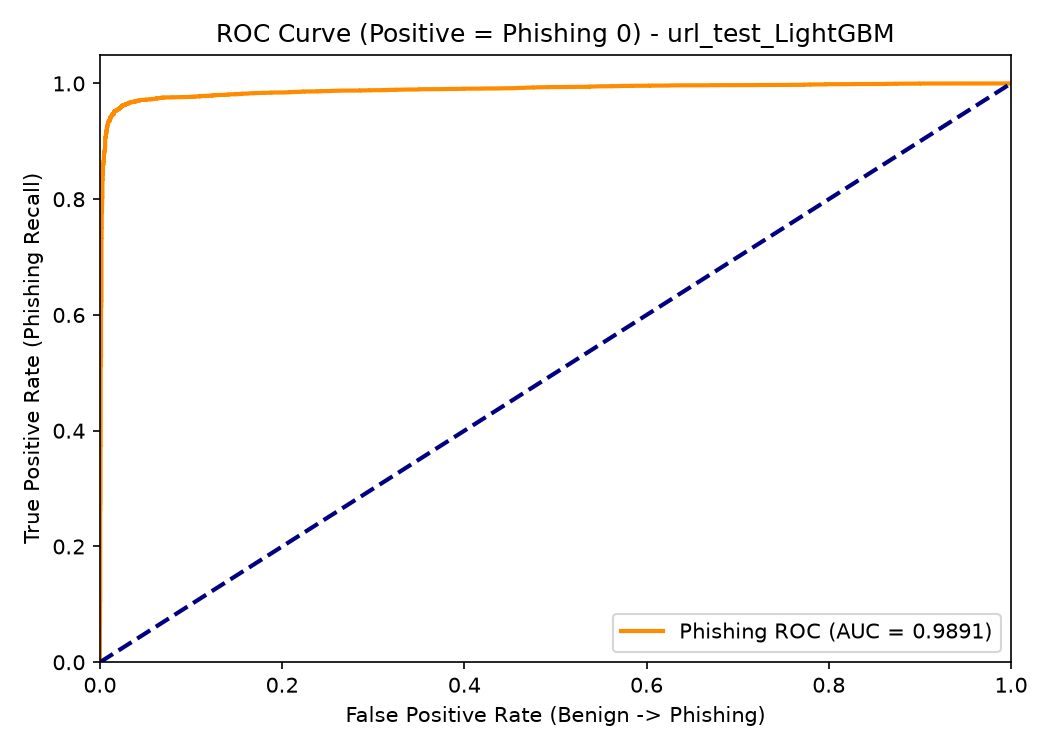 ROC Curve (Positive = Phishing 0) - url_test_LightGBM
True Positive Rate (Phishing Recall)
1.0
0.8
0.6
0.4
0.2
0.0
Phishing ROC (AUC = 0.9891)
0.0 0.2 0.4 0.6 0.8 1.0
False Positive Rate (Benign -> Phishing)